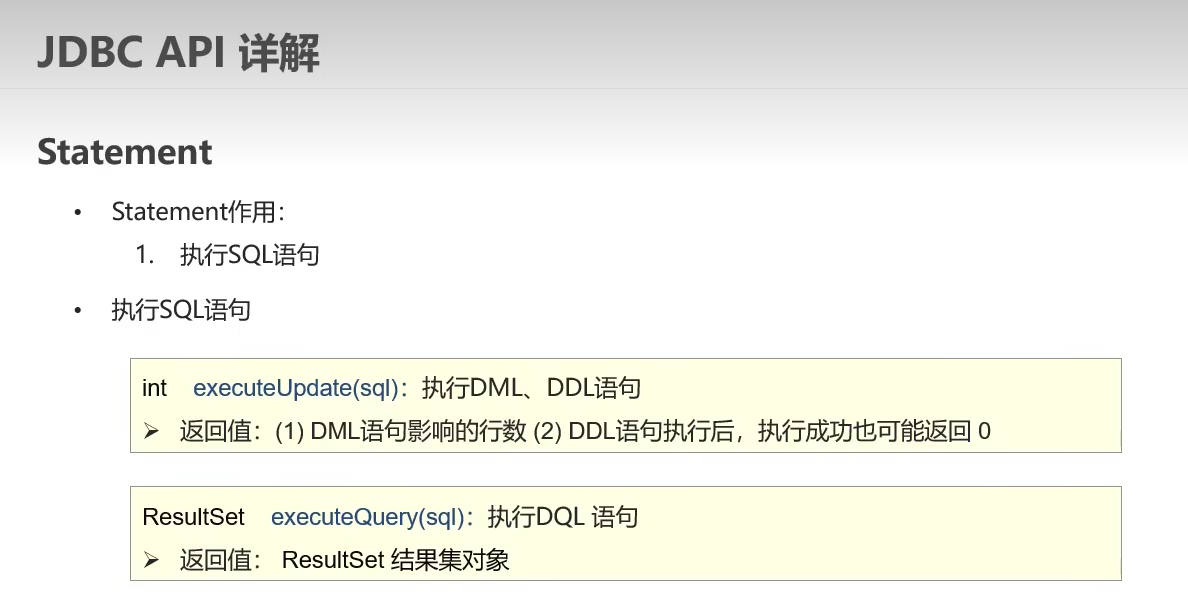 JDBC API 详解
Statement
• Statement作用：
1. 执行SQL语句
• 执行SQL语句
int executeUpdate(sql)：执行DML、DDL语句
➢ 返回值：(1) DML语句影响的行数 (2) DDL语句执行后，执行成功也可能返回 0
ResultSet executeQuery(sql)：执行DQL 语句
➢ 返回值： ResultSet 结果集对象